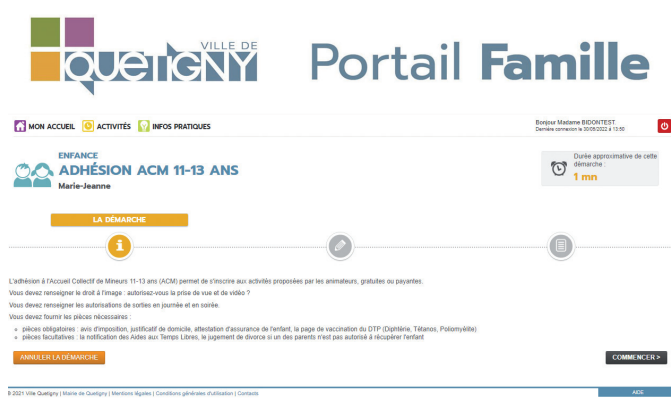 VILLE DE
QUETIGNY
Portail Famille
MON ACCUEIL ACTIVITÉS INFOS PRATIQUES
Bonjour Madame BIDONTEST
Dernière connexion le 30/08/2022 à 13:50
ENFANCE
ADHÉSION ACM 11-13 ANS
Marie-Jeanne
Durée approximative de cette
démarche :
1 mn
LA DÉMARCHE
L'adhésion à l'Accueil Collectif de Mineurs 11-13 ans (ACM) permet de s'inscrire aux activités proposées par les animateurs, gratuites ou payantes.
Vous devez renseigner le droit à l'image : autorisez-vous la prise de vue et de vidéo ?
Vous devez renseigner les autorisations de sorties en journée et en soirée.
Vous devez fournir les pièces nécessaires :
pièces obligatoires : avis d'imposition, justificatif de domicile, attestation d'assurance de l'enfant, la page de vaccination du DTP (Diphtérie, Tétanos, Poliomyélite)
pièces facultatives : la notification des Aides aux Temps Libres, le jugement de divorce si un des parents n'est pas autorisé à récupérer l'enfant
ANNULER LA DÉMARCHE
COMMENCER >
© 2021 Ville Quetigny | Mairie de Quetigny | Mentions légales | Conditions générales d'utilisation | Contacts
AIDE